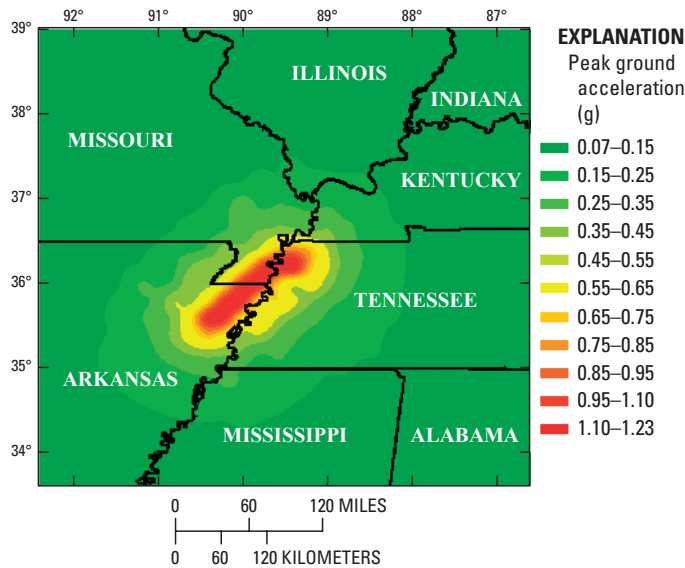 92° 91° 90° 89° 88° 87°
39°
38°
37°
36°
35°
34°
ILLINOIS
INDIANA
MISSOURI
KENTUCKY
TENNESSEE
ARKANSAS
MISSISSIPPI
ALABAMA
EXPLANATION
Peak ground
acceleration
(g)
0.07–0.15
0.15–0.25
0.25–0.35
0.35–0.45
0.45–0.55
0.55–0.65
0.65–0.75
0.75–0.85
0.85–0.95
0.95–1.10
1.10–1.23
0 60 120 MILES
0 60 120 KILOMETERS